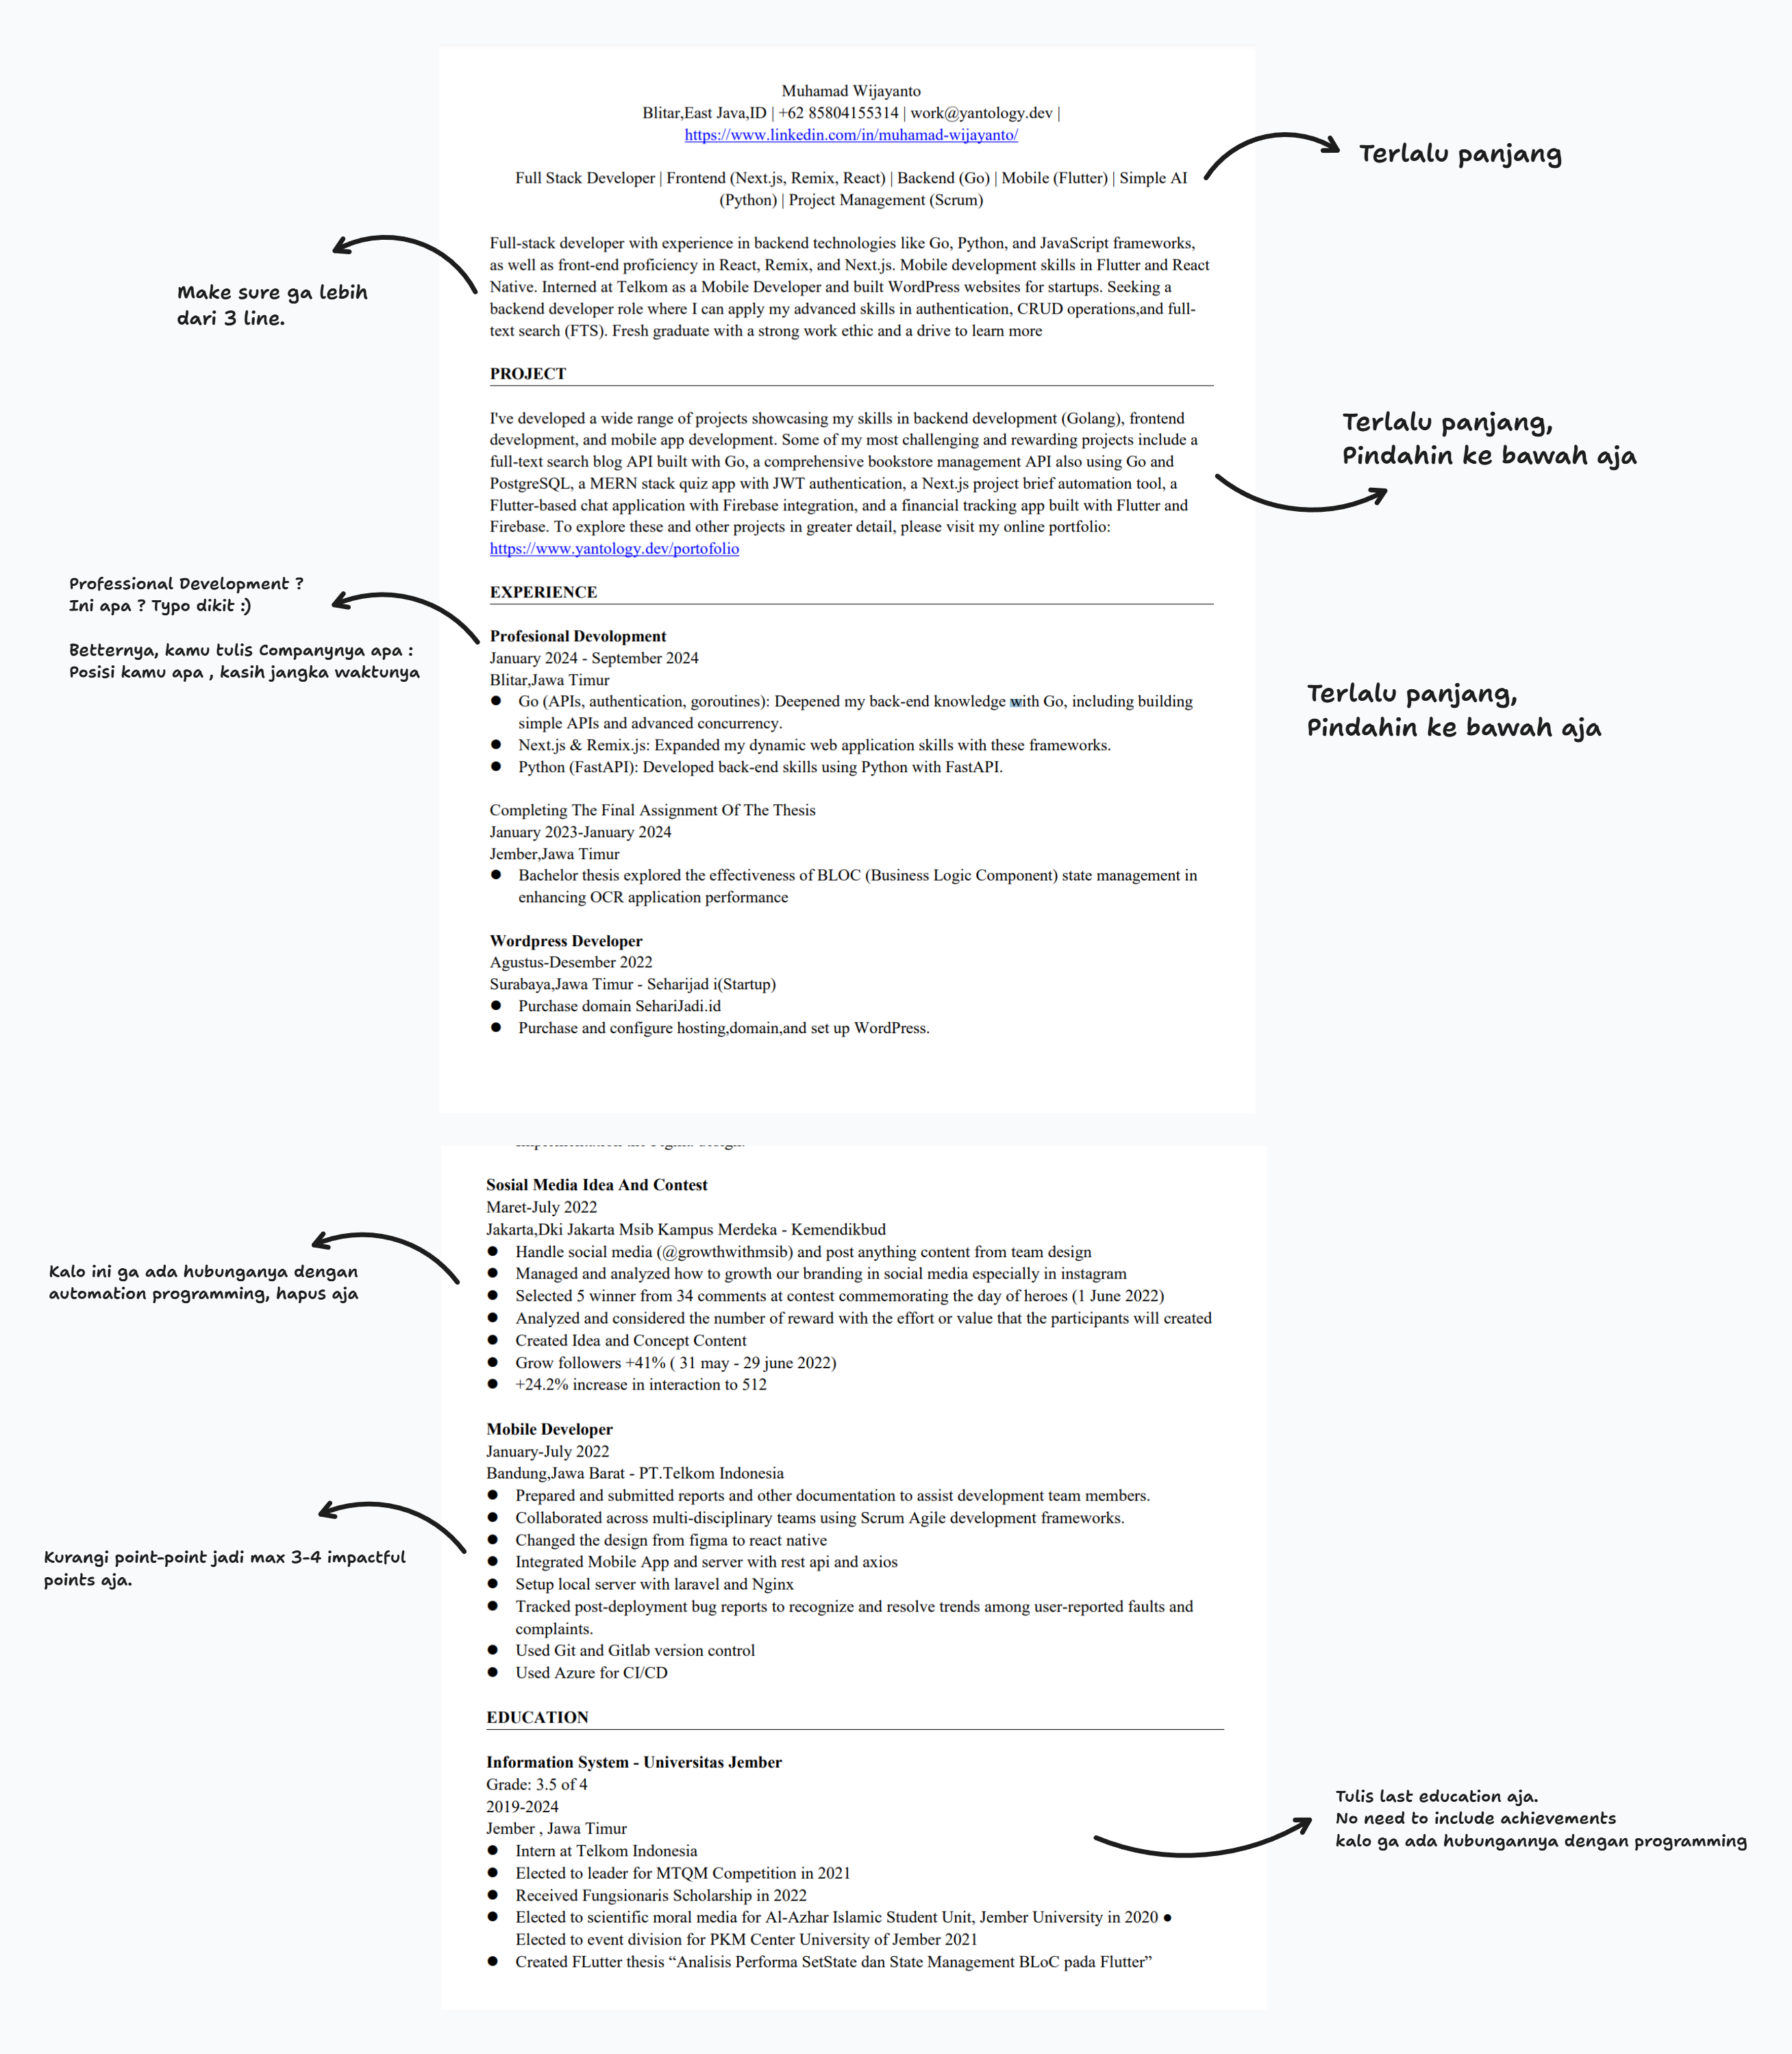 Muhamad Wijayanto
Blitar,East Java,ID | +62 85804155314 | work@yantology.dev |
https://www.linkedin.com/in/muhamad-wijayanto/
Terlalu panjang
Full Stack Developer | Frontend (Next.js, Remix, React) | Backend (Go) | Mobile (Flutter) | Simple AI
(Python) | Project Management (Scrum)
Make sure ga lebih
dari 3 line.
Full-stack developer with experience in backend technologies like Go, Python, and JavaScript frameworks,
as well as front-end proficiency in React, Remix, and Next.js. Mobile development skills in Flutter and React
Native. Interned at Telkom as a Mobile Developer and built WordPress websites for startups. Seeking a
backend developer role where I can apply my advanced skills in authentication, CRUD operations,and full-
text search (FTS). Fresh graduate with a strong work ethic and a drive to learn more
PROJECT
Terlalu panjang,
Pindahin ke bawah aja
I've developed a wide range of projects showcasing my skills in backend development (Golang), frontend
development, and mobile app development. Some of my most challenging and rewarding projects include a
full-text search blog API built with Go, a comprehensive bookstore management API also using Go and
PostgreSQL, a MERN stack quiz app with JWT authentication, a Next.js project brief automation tool, a
Flutter-based chat application with Firebase integration, and a financial tracking app built with Flutter and
Firebase. To explore these and other projects in greater detail, please visit my online portfolio:
https://www.yantology.dev/portofolio
EXPERIENCE
Professional Development ?
Ini apa ? Typo dikit :)
Betternya, kamu tulis Companynya apa :
Posisi kamu apa , kasih jangka waktunya
Profesional Devolopment
January 2024 - September 2024
Blitar,Jawa Timur
● Go (APIs, authentication, goroutines): Deepened my back-end knowledge with Go, including building
simple APIs and advanced concurrency.
● Next.js & Remix.js: Expanded my dynamic web application skills with these frameworks.
● Python (FastAPI): Developed back-end skills using Python with FastAPI.
Terlalu panjang,
Pindahin ke bawah aja
Completing The Final Assignment Of The Thesis
January 2023-January 2024
Jember,Jawa Timur
● Bachelor thesis explored the effectiveness of BLOC (Business Logic Component) state management in
enhancing OCR application performance
Wordpress Developer
Agustus-Desember 2022
Surabaya,Jawa Timur - Seharijad i(Startup)
● Purchase domain SehariJadi.id
● Purchase and configure hosting,domain,and set up WordPress.
Sosial Media Idea And Contest
Maret-July 2022
Jakarta,Dki Jakarta Msib Kampus Merdeka - Kemendikbud
● Handle social media (@growthwithmsib) and post anything content from team design
● Managed and analyzed how to growth our branding in social media especially in instagram
● Selected 5 winner from 34 comments at contest commemorating the day of heroes (1 June 2022)
● Analyzed and considered the number of reward with the effort or value that the participants will created
● Created Idea and Concept Content
● Grow followers +41% ( 31 may - 29 june 2022)
● +24.2% increase in interaction to 512
Kalo ini ga ada hubunganya dengan
automation programming, hapus aja
Mobile Developer
January-July 2022
Bandung,Jawa Barat - PT.Telkom Indonesia
● Prepared and submitted reports and other documentation to assist development team members.
● Collaborated across multi-disciplinary teams using Scrum Agile development frameworks.
● Changed the design from figma to react native
● Integrated Mobile App and server with rest api and axios
● Setup local server with laravel and Nginx
● Tracked post-deployment bug reports to recognize and resolve trends among user-reported faults and
complaints.
● Used Git and Gitlab version control
● Used Azure for CI/CD
Kurangi point-point jadi max 3-4 impactful
points aja.
EDUCATION
Information System - Universitas Jember
Grade: 3.5 of 4
2019-2024
Jember , Jawa Timur
● Intern at Telkom Indonesia
● Elected to leader for MTQM Competition in 2021
● Received Fungsionaris Scholarship in 2022
● Elected to scientific moral media for Al-Azhar Islamic Student Unit, Jember University in 2020 ●
Elected to event division for PKM Center University of Jember 2021
● Created FLutter thesis “Analisis Performa SetState dan State Management BLoC pada Flutter”
Tulis last education aja.
No need to include achievements
kalo ga ada hubungannya dengan programming